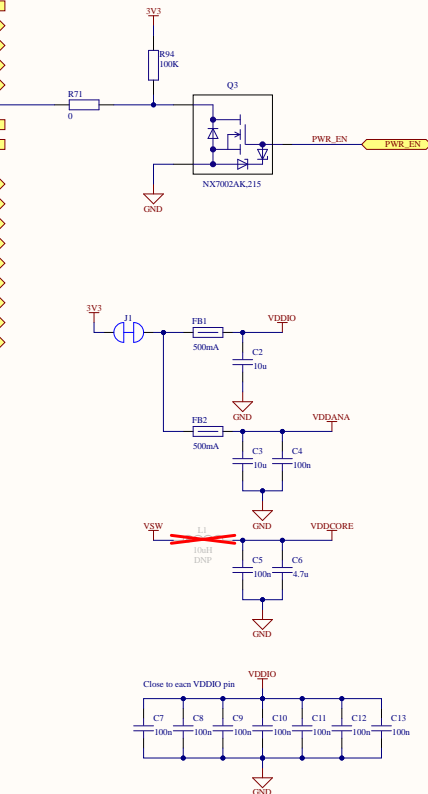 3V3
R94
100K
R71
0
Q3
PWR_EN
PWR_EN
NX7002AK,215
GND
3V3
J1
FB1
500mA
VDDIO
C2
10u
GND
FB2
500mA
VDDANA
C3
10u
C4
100n
GND
VSW
L1
10uH
DNP
VDDCORE
C5
100n
C6
4.7u
GND
VDDIO
Close to eacn VDDIO pin
C7
100n
C8
100n
C9
100n
C10
100n
C11
100n
C12
100n
C13
100n
GND